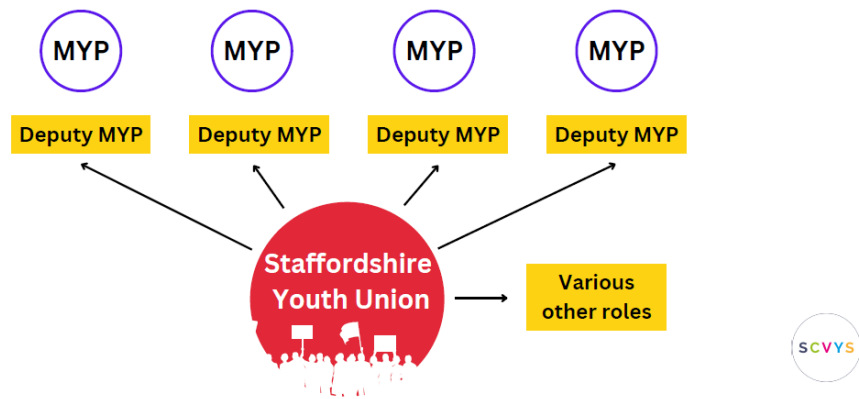 MYP MYP MYP MYP
Deputy MYP Deputy MYP Deputy MYP Deputy MYP
Staffordshire
Youth Union
Various
other roles
SCVYS